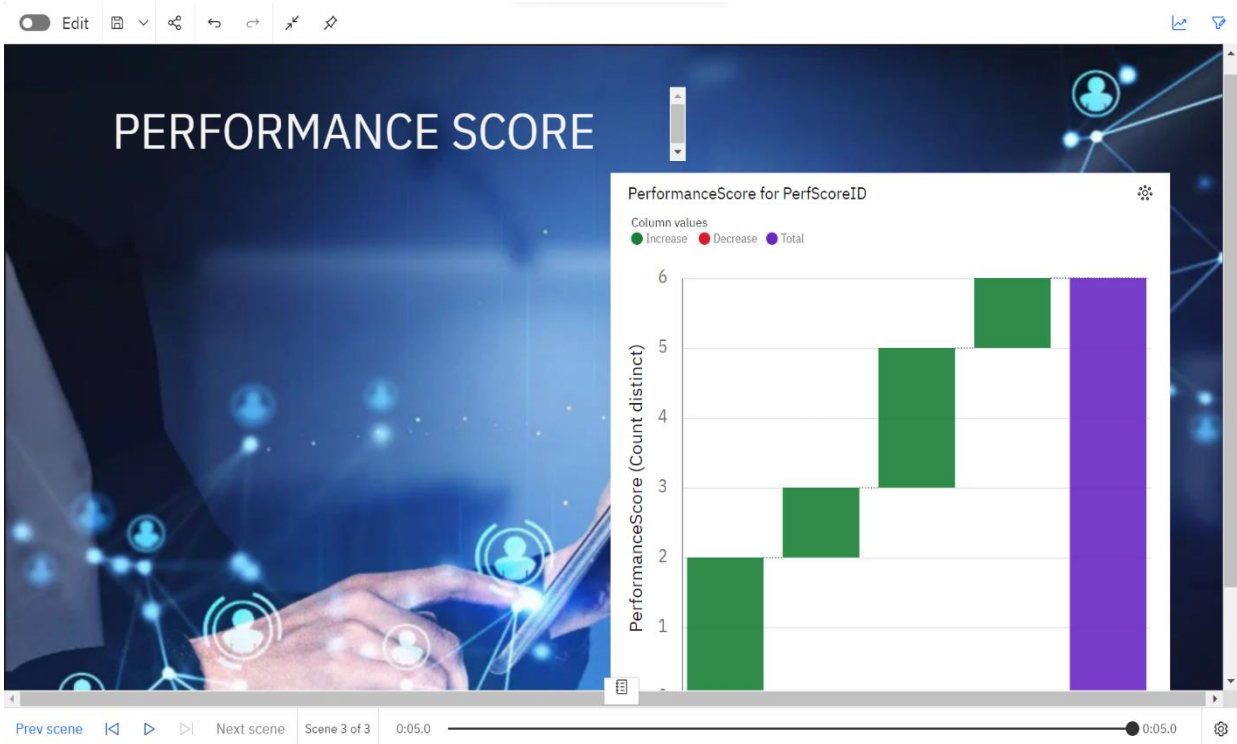 Edit
PERFORMANCE SCORE
PerformanceScore for PerfScoreID
Column values
Increase Decrease Total
PerformanceScore (Count distinct)
6
5
4
3
2
1
Prev scene Next scene Scene 3 of 3 0:05.0 0:05.0